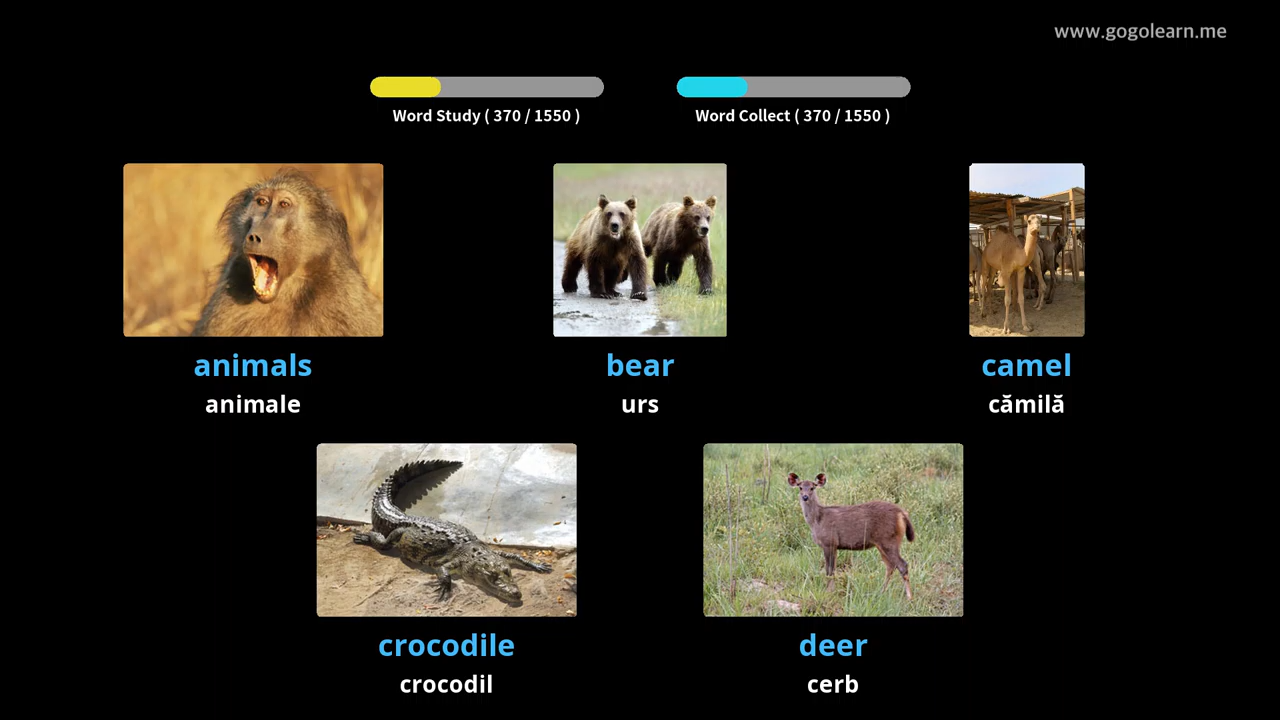 www.gogolearn.me
Word Study ( 370 / 1550 )
Word Collect ( 370 / 1550 )
animals
animale
bear
urs
camel
cămilă
crocodile
crocodil
deer
cerb